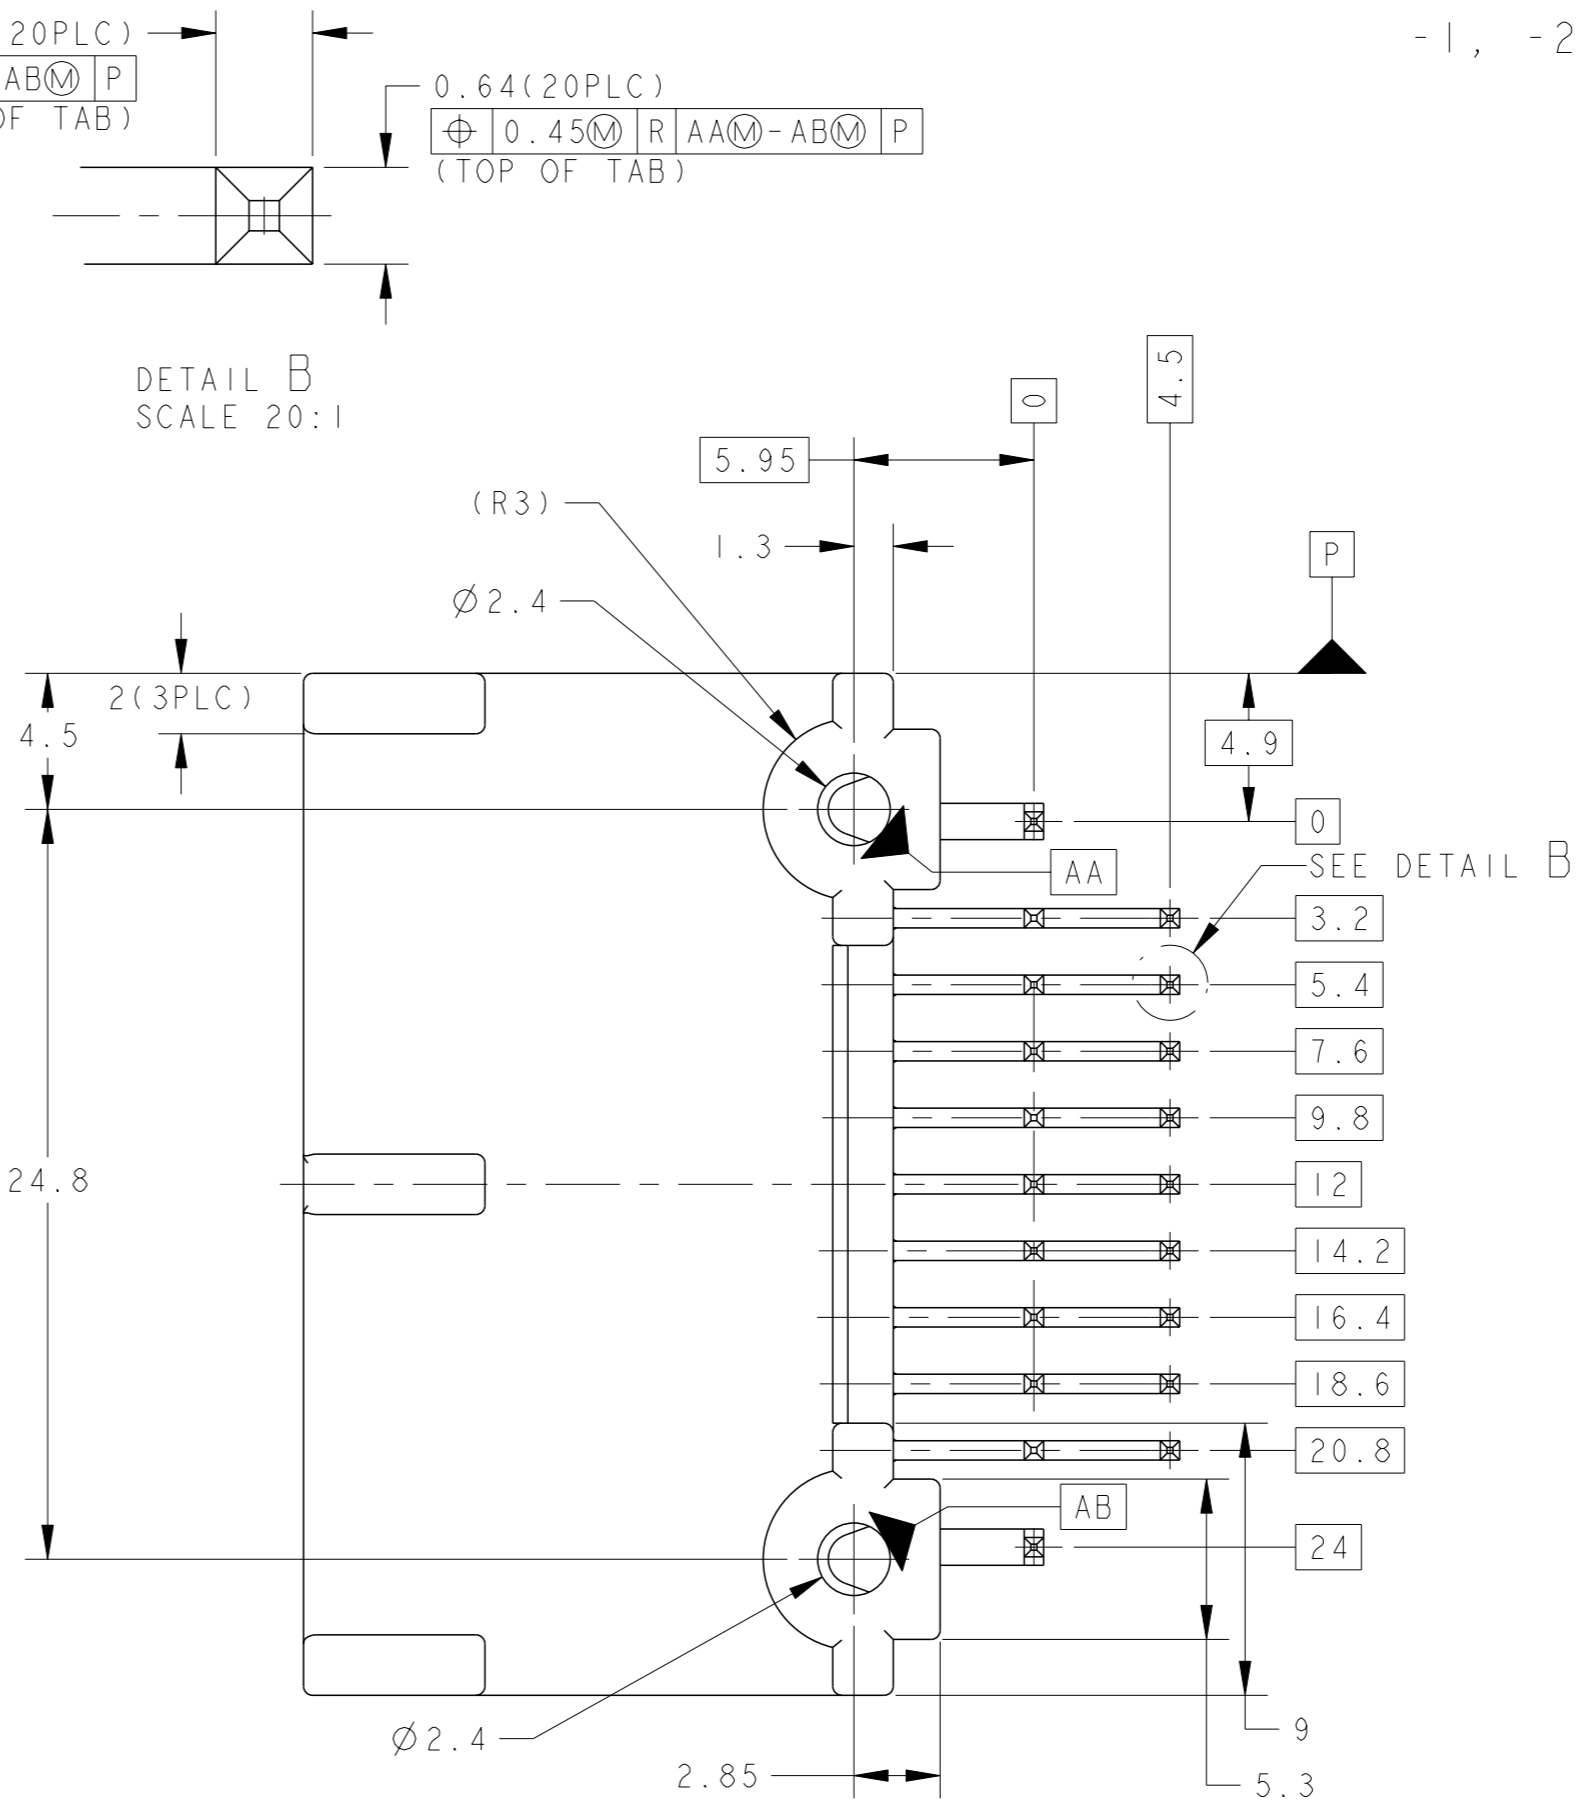 20PLC)
-1, -2
ABⓂ P
OF TAB)
0.64(20PLC)
⌖ 0.45Ⓜ R AAⓂ-ABⓂ P
(TOP OF TAB)
DETAIL B
SCALE 20:1
4.5
0
5.95
(R3)
1.3
P
Ø2.4
2(3PLC)
4.5
4.9
0
SEE DETAIL B
AA
3.2
5.4
7.6
9.8
24.8
12
14.2
16.4
18.6
20.8
AB
24
Ø2.4
9
2.85
5.3